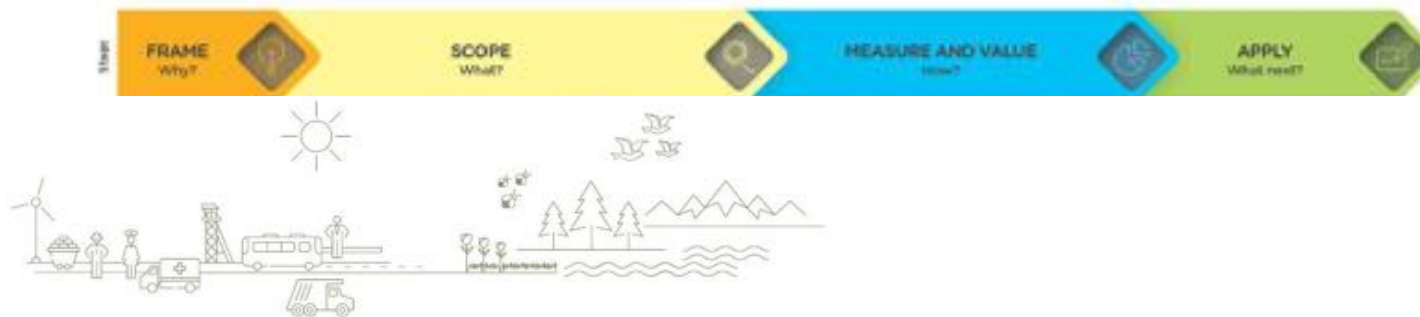 Stage
FRAME
Why?
SCOPE
What?
MEASURE AND VALUE
How?
APPLY
What next?